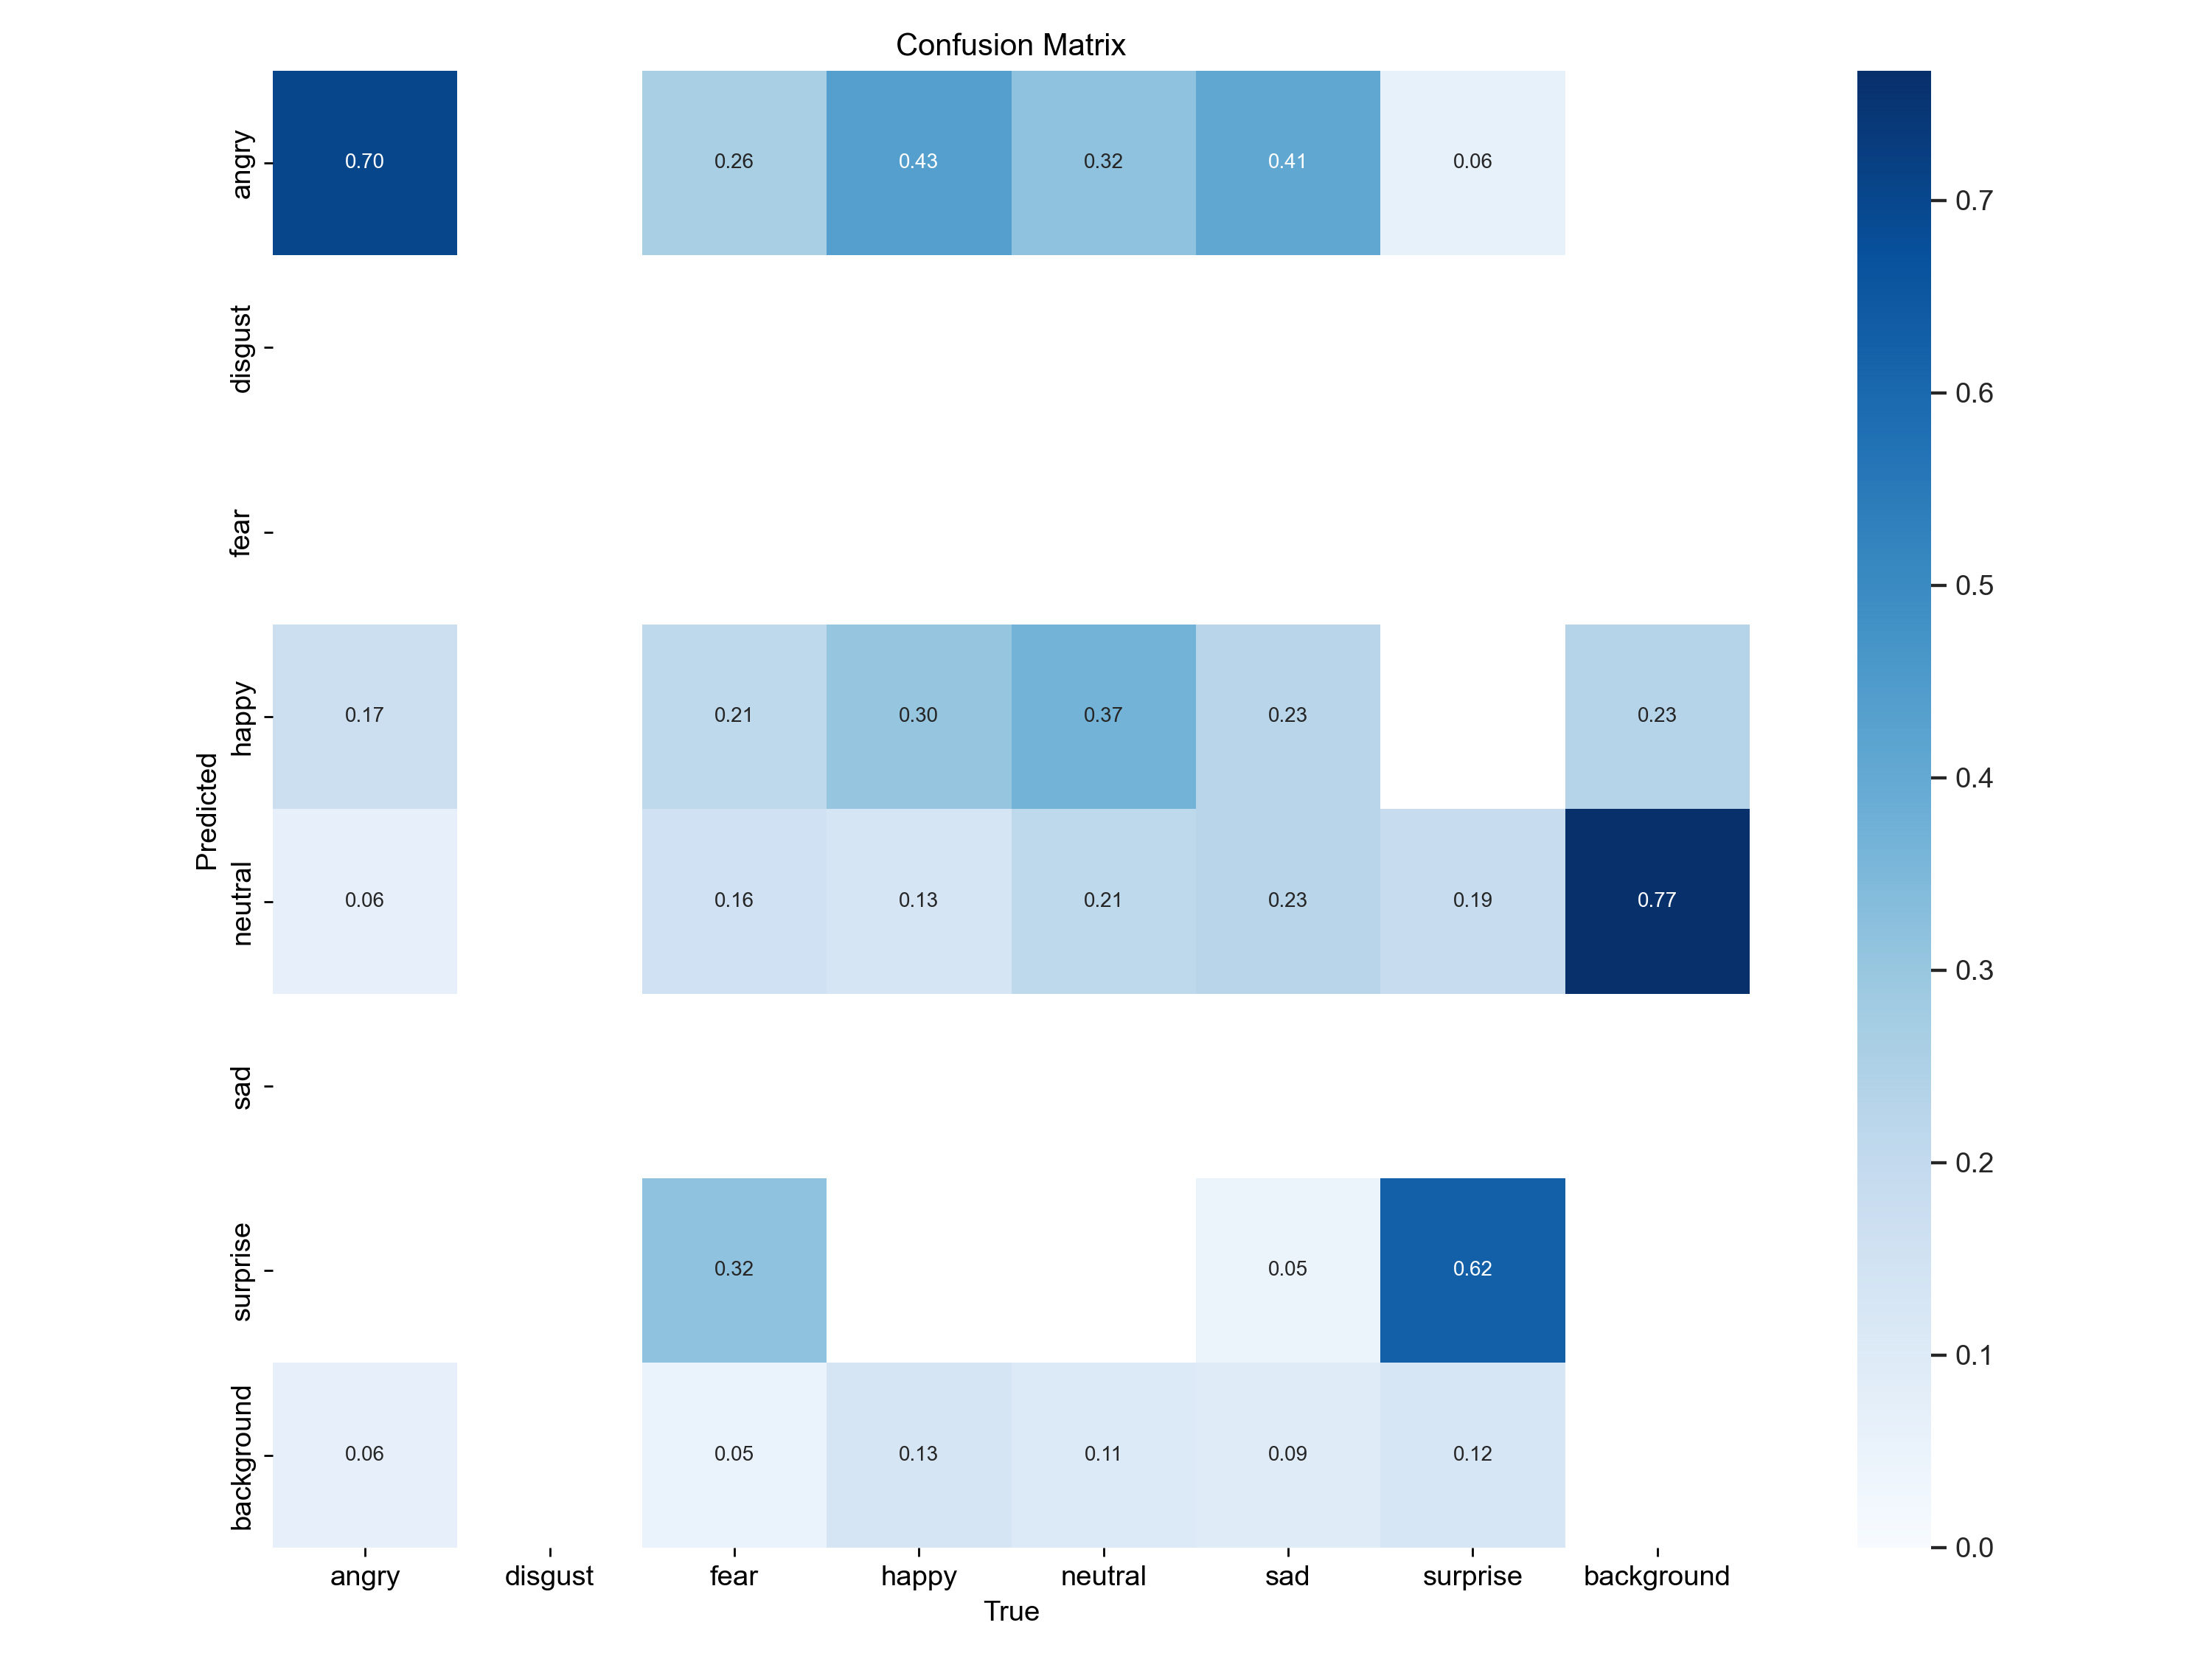 Confusion Matrix
angry
0.70
0.26
0.43
0.32
0.41
0.06
disgust
fear
happy
0.17
0.21
0.30
0.37
0.23
0.23
neutral
0.06
0.16
0.13
0.21
0.23
0.19
0.77
sad
surprise
0.32
0.05
0.62
background
0.06
0.05
0.13
0.11
0.09
0.12
Predicted
angry
disgust
fear
happy
neutral
sad
surprise
background
True
0.7
0.6
0.5
0.4
0.3
0.2
0.1
0.0